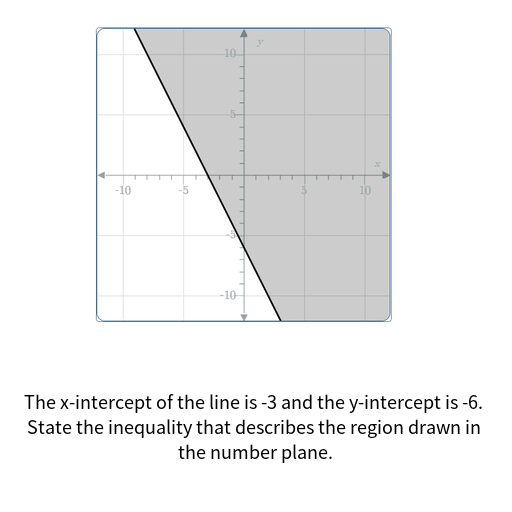 y
10
5
x
-10 -5 5 10
-5
-10
The x-intercept of the line is -3 and the y-intercept is -6.
State the inequality that describes the region drawn in
the number plane.